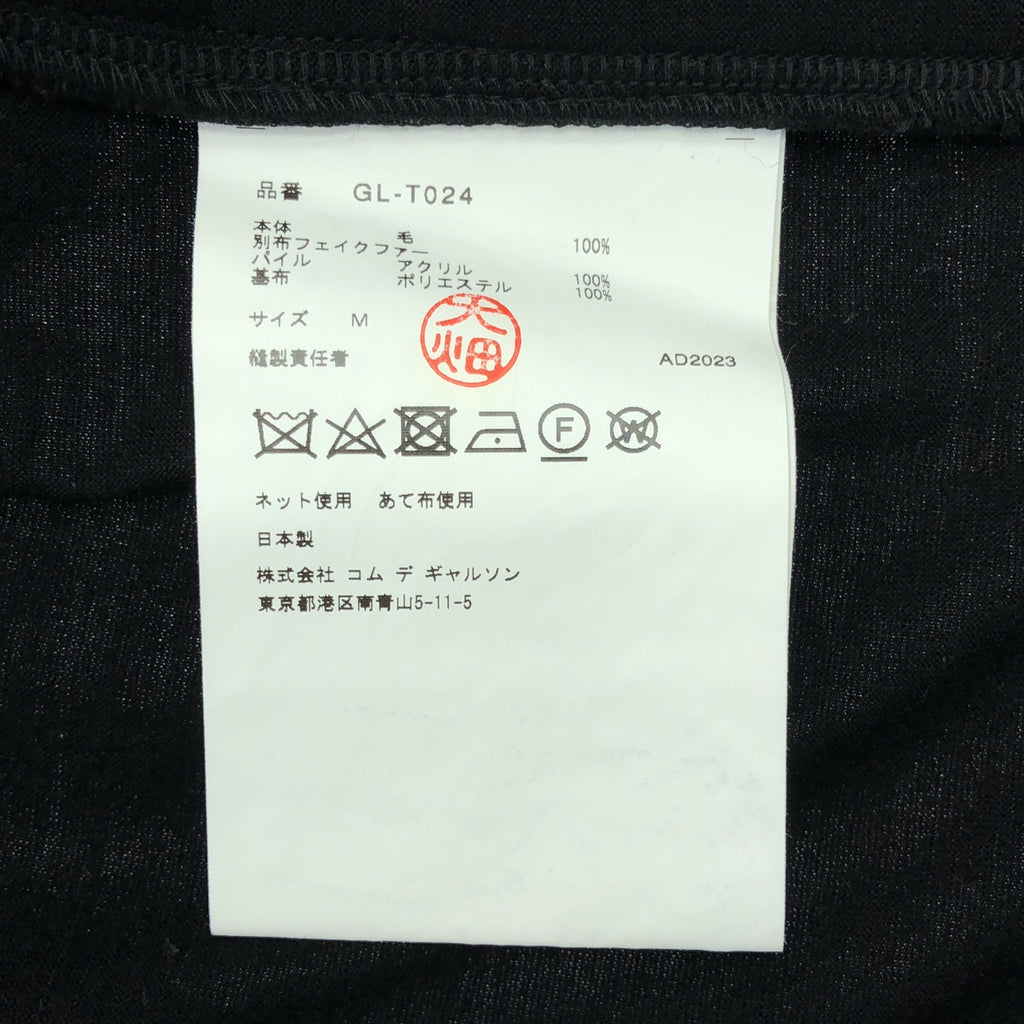 品番 GL-T024
本体 毛 100%
別布フェイクファー
パイル アクリル 100%
基布 ポリエステル 100%
サイズ M
縫製責任者 大畑 AD2023
F W
ネット使用 あて布使用
日本製
株式会社 コム デ ギャルソン
東京都港区南青山5-11-5